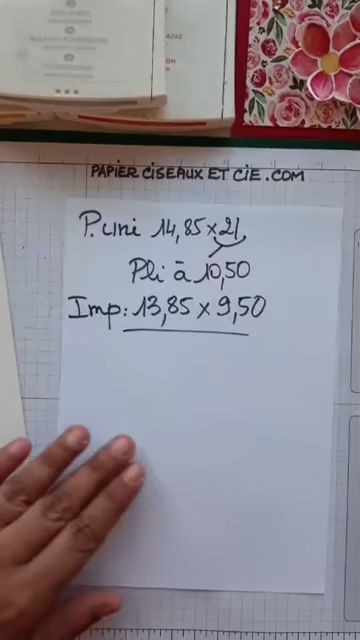 PAPIER CISEAUX ET CIE.COM
P. uni 14,85 x 21
Pli à 10,50
Imp: 13,85 x 9,50